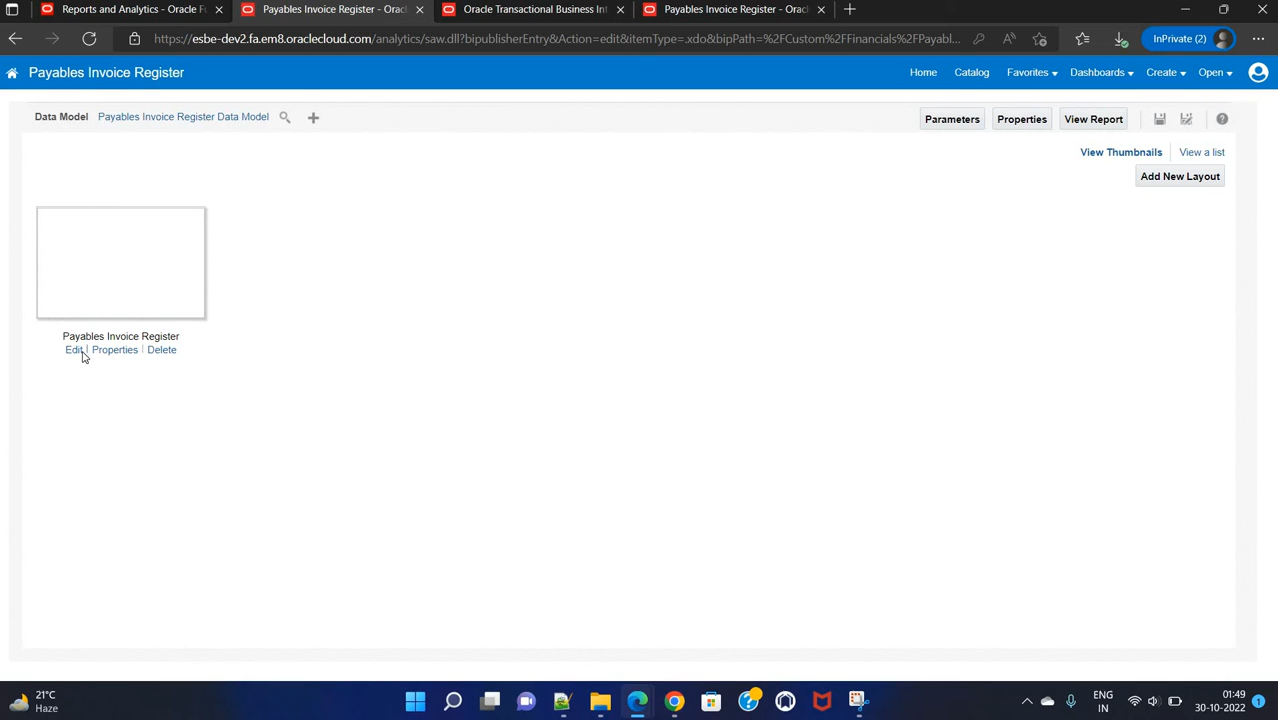 Reports and Analytics - Oracle Fu
Payables Invoice Register - Oracl
Oracle Transactional Business Int
Payables Invoice Register - Oracl
https://esbe-dev2.fa.em8.oraclecloud.com/analytics/saw.dll?bipublisherEntry&Action=edit&itemType=.xdo&bipPath=%2FCustom%2FFinancials%2FPayabl...
InPrivate (2)
Payables Invoice Register
Home
Catalog
Favorites
Dashboards
Create
Open
Data Model
Payables Invoice Register Data Model
Parameters
Properties
View Report
View Thumbnails
View a list
Add New Layout
Payables Invoice Register
Edit | Properties | Delete
21°C
Haze
ENG
IN
01:49
30-10-2022
1